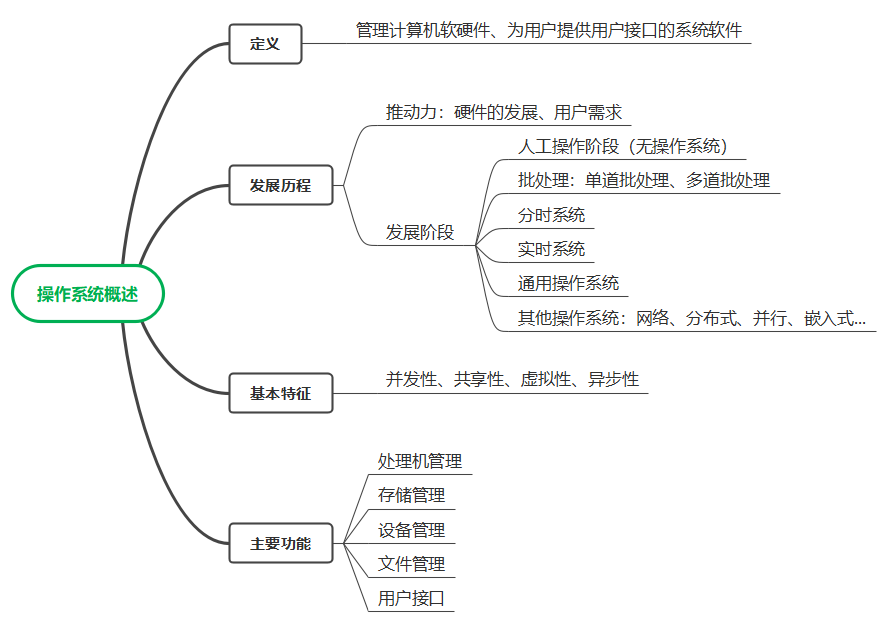 操作系统概述
定义
管理计算机软硬件、为用户提供用户接口的系统软件
发展历程
推动力：硬件的发展、用户需求
发展阶段
人工操作阶段（无操作系统）
批处理：单道批处理、多道批处理
分时系统
实时系统
通用操作系统
其他操作系统：网络、分布式、并行、嵌入式...
基本特征
并发性、共享性、虚拟性、异步性
主要功能
处理机管理
存储管理
设备管理
文件管理
用户接口